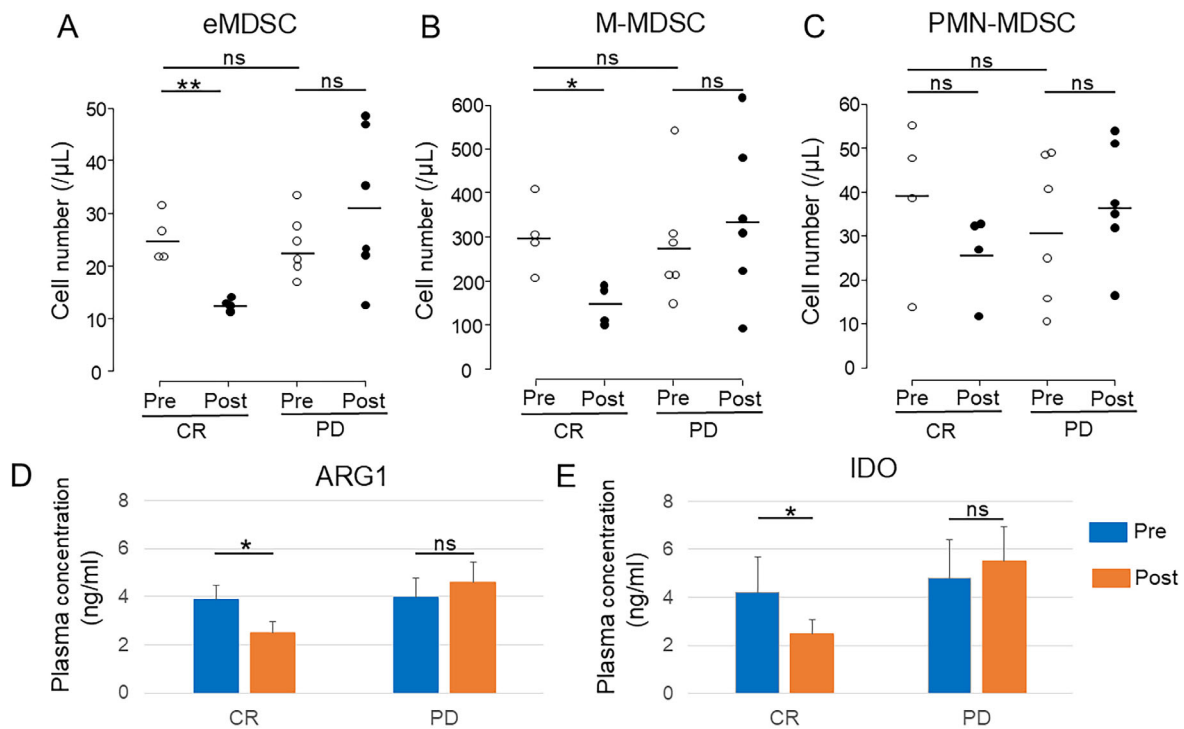 A
eMDSC
ns
**
ns
Cell number (/μL)
50
40
30
20
10
0
Pre Post Pre Post
CR PD
B
M-MDSC
ns
*
ns
Cell number (/μL)
600
500
400
300
200
100
0
Pre Post Pre Post
CR PD
C
PMN-MDSC
ns
ns
ns
Cell number (/μL)
60
50
40
30
20
10
0
Pre Post Pre Post
CR PD
D
ARG1
Plasma concentration
(ng/ml)
8
6
4
2
0
*
ns
CR PD
E
IDO
Plasma concentration
(ng/ml)
8
6
4
2
0
*
ns
CR PD
Pre
Post